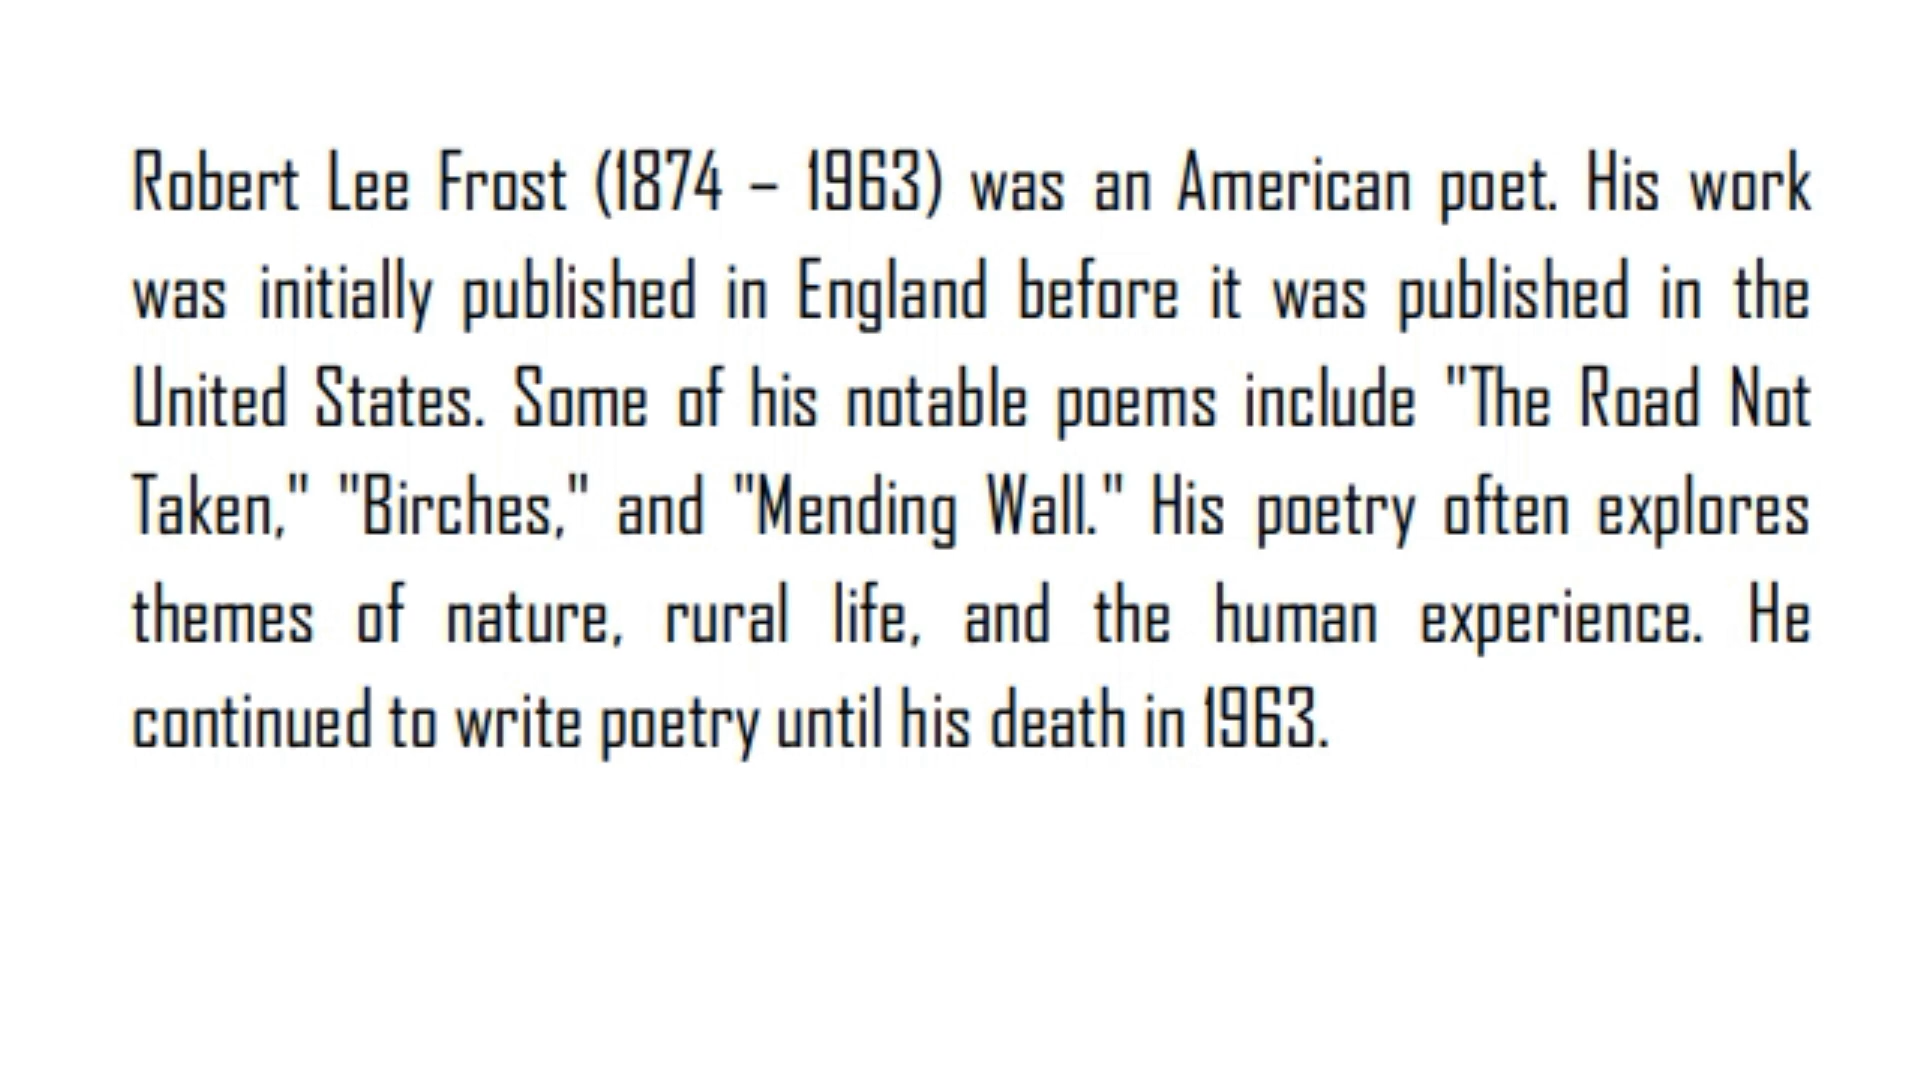 Robert Lee Frost (1874 – 1963) was an American poet. His work
was initially published in England before it was published in the
United States. Some of his notable poems include "The Road Not
Taken," "Birches," and "Mending Wall." His poetry often explores
themes of nature, rural life, and the human experience. He
continued to write poetry until his death in 1963.